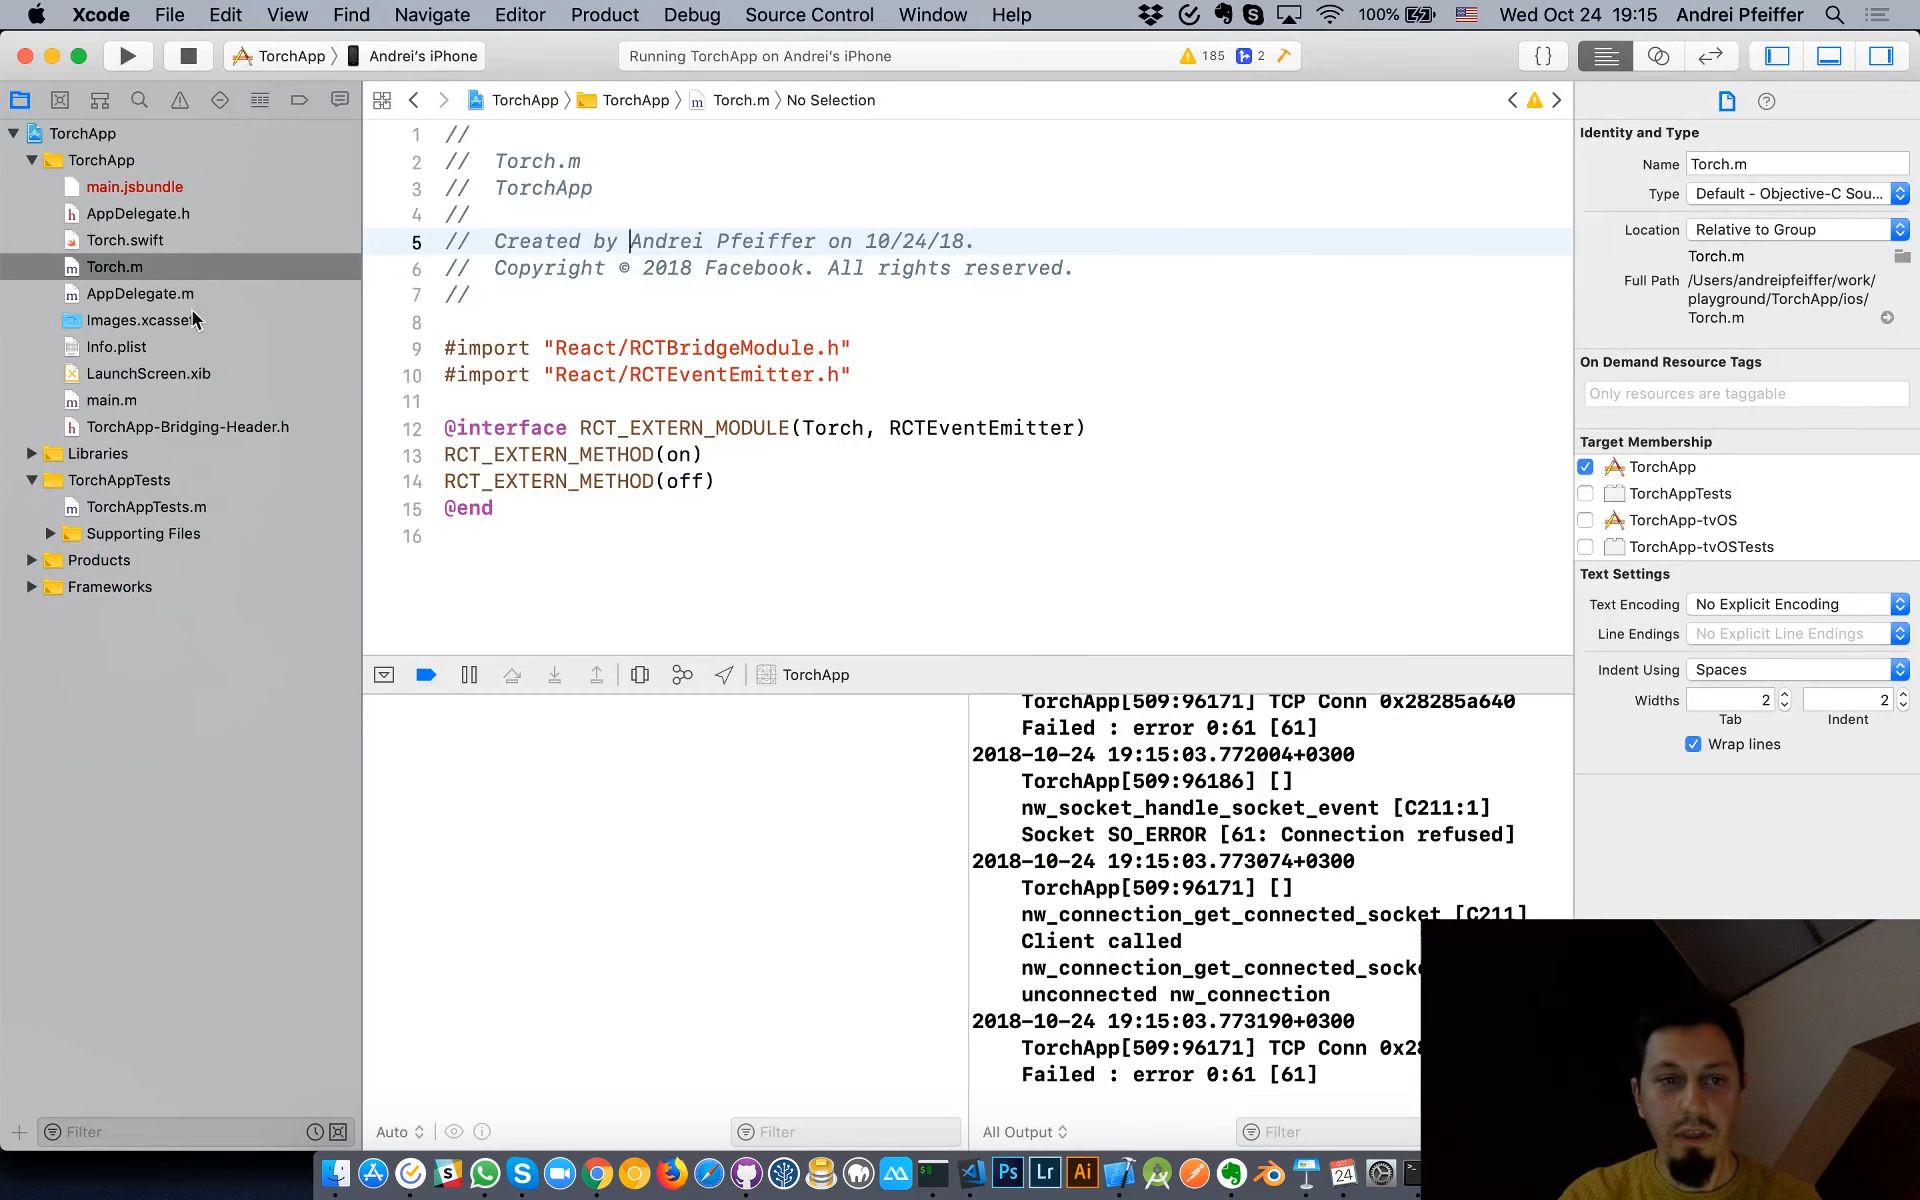 Xcode File Edit View Find Navigate Editor Product Debug Source Control Window Help 100% Wed Oct 24 19:15 Andrei Pfeiffer
TorchApp Andrei's iPhone Running TorchApp on Andrei's iPhone 185 2 { }
TorchApp TorchApp Torch.m No Selection
TorchApp
TorchApp
main.jsbundle
AppDelegate.h
Torch.swift
Torch.m
AppDelegate.m
Images.xcasset
Info.plist
LaunchScreen.xib
main.m
TorchApp-Bridging-Header.h
Libraries
TorchAppTests
TorchAppTests.m
Supporting Files
Products
Frameworks
Filter
1 //
2 // Torch.m
3 // TorchApp
4 //
5 // Created by Andrei Pfeiffer on 10/24/18.
6 // Copyright © 2018 Facebook. All rights reserved.
7 //
8
9 #import "React/RCTBridgeModule.h"
10 #import "React/RCTEventEmitter.h"
11
12 @interface RCT_EXTERN_MODULE(Torch, RCTEventEmitter)
13 RCT_EXTERN_METHOD(on)
14 RCT_EXTERN_METHOD(off)
15 @end
16
TorchApp
TorchApp[509:96171] TCP Conn 0x28285a640
Failed : error 0:61 [61]
2018-10-24 19:15:03.772004+0300
TorchApp[509:96186] []
nw_socket_handle_socket_event [C211:1]
Socket SO_ERROR [61: Connection refused]
2018-10-24 19:15:03.773074+0300
TorchApp[509:96171] []
nw_connection_get_connected_socket [C211]
Client called
nw_connection_get_connected_socke
unconnected nw_connection
2018-10-24 19:15:03.773190+0300
TorchApp[509:96171] TCP Conn 0x28
Failed : error 0:61 [61]
Auto Filter All Output Filter
Identity and Type
Name Torch.m
Type Default - Objective-C Sou...
Location Relative to Group
Torch.m
Full Path /Users/andreipfeiffer/work/
playground/TorchApp/ios/
Torch.m
On Demand Resource Tags
Only resources are taggable
Target Membership
TorchApp
TorchAppTests
TorchApp-tvOS
TorchApp-tvOSTests
Text Settings
Text Encoding No Explicit Encoding
Line Endings No Explicit Line Endings
Indent Using Spaces
Widths 2 2
Tab Indent
Wrap lines
Ps Lr Ai 24